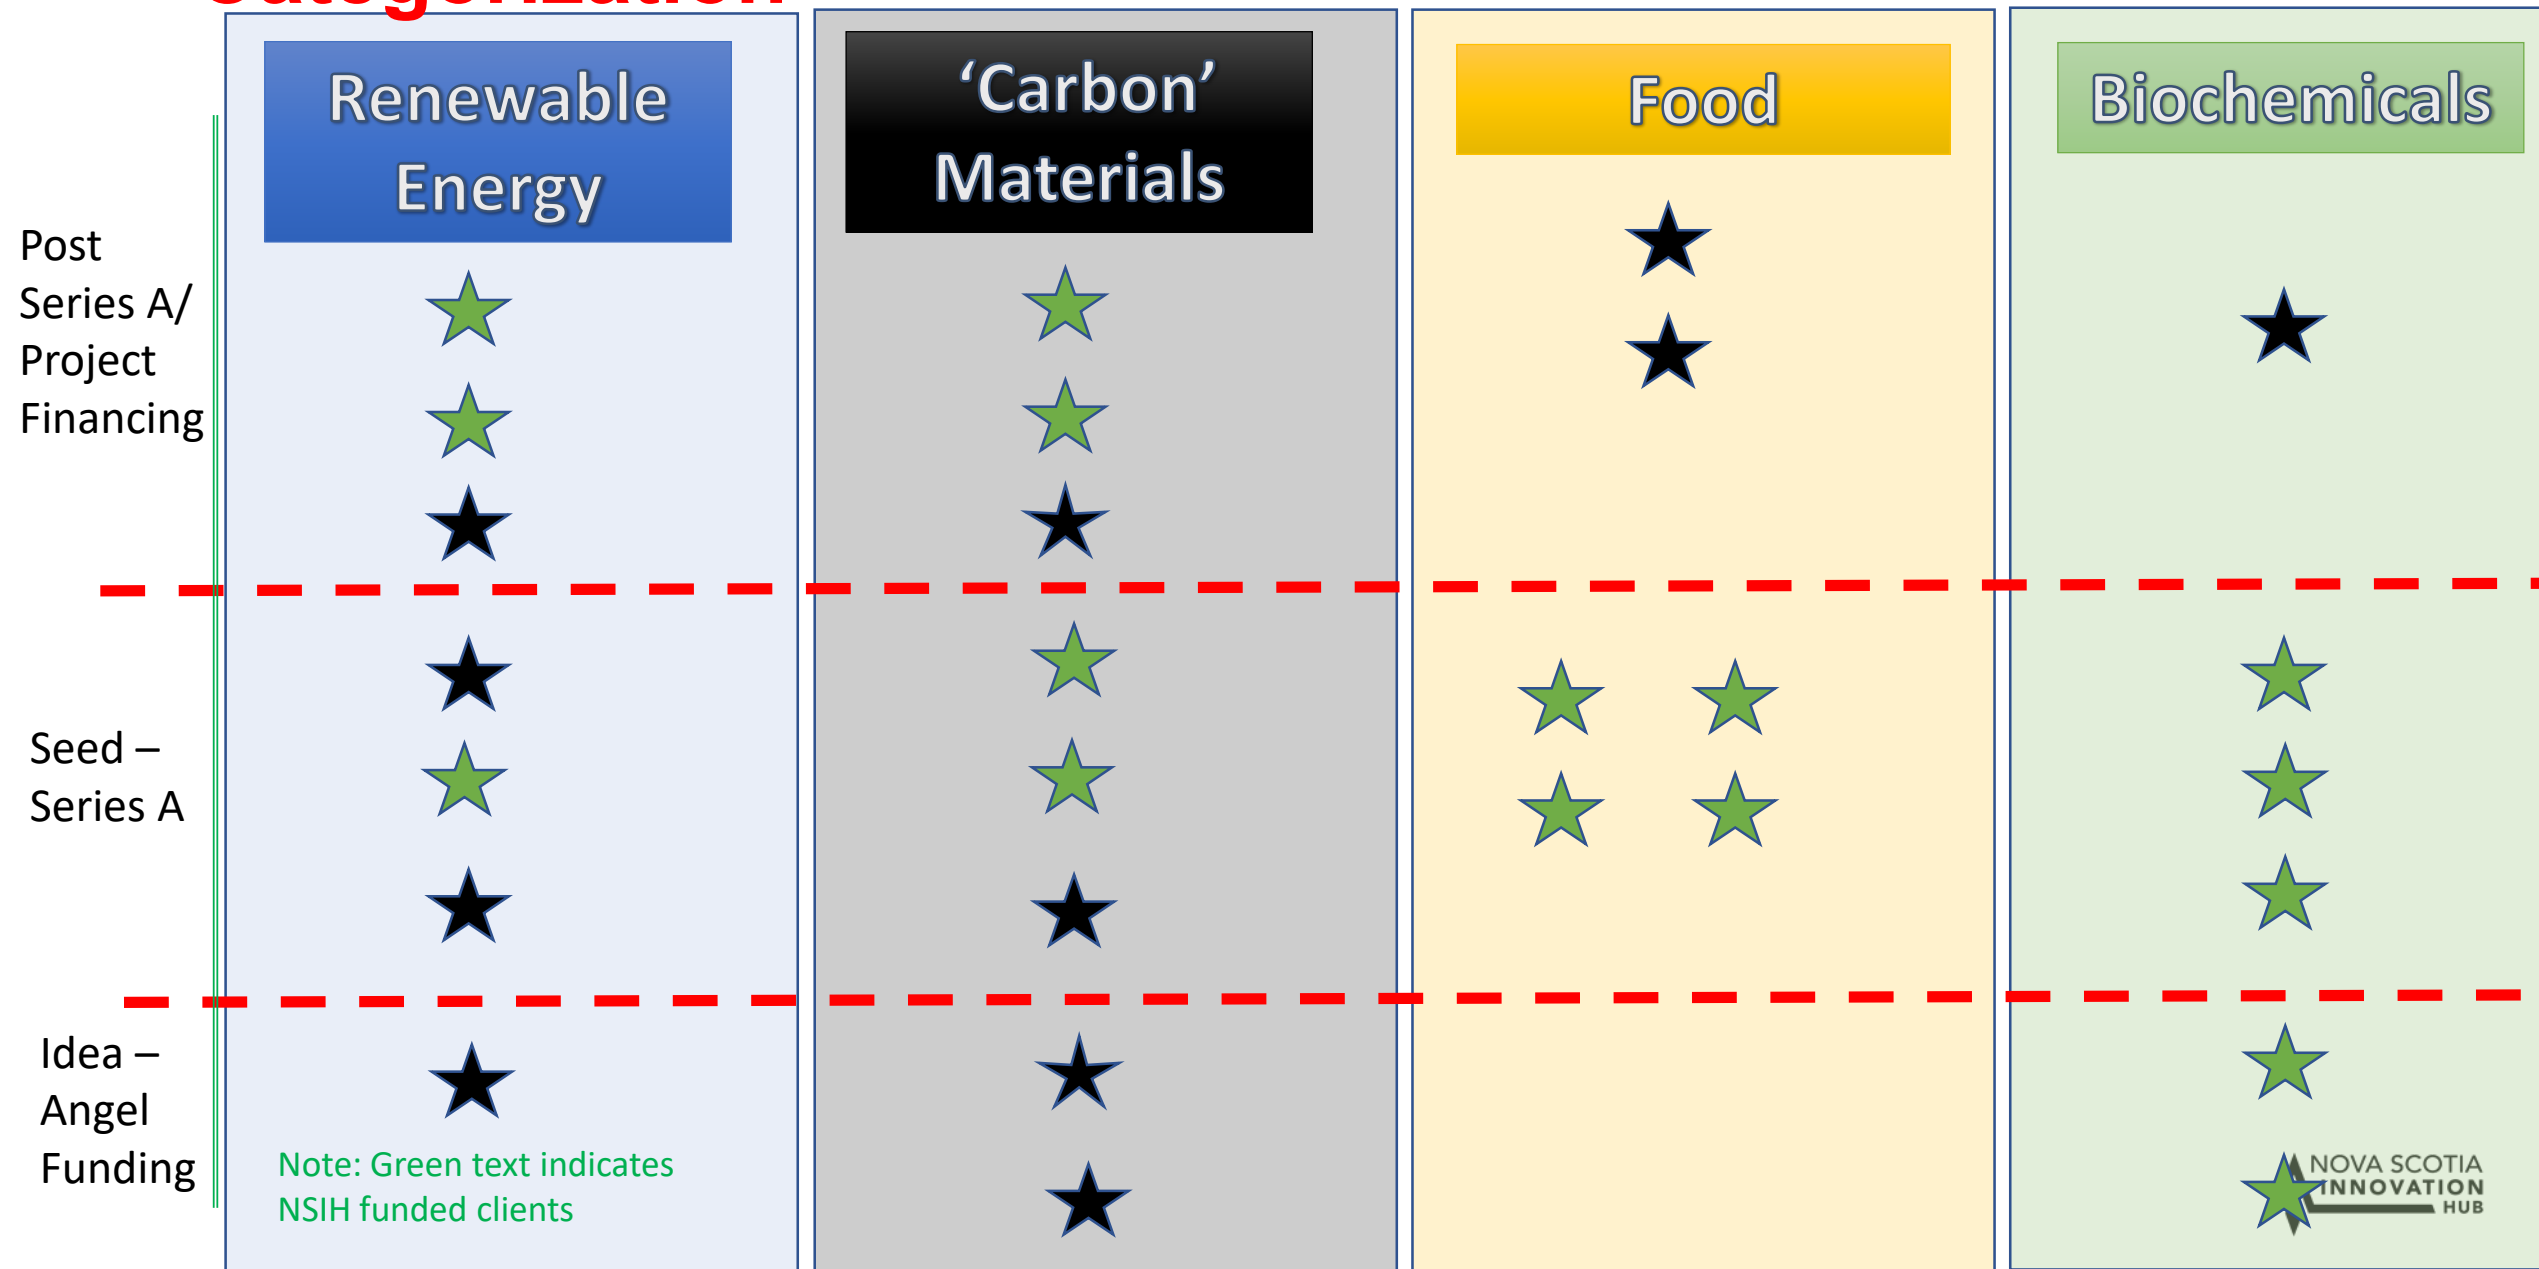 Categorization
Renewable
Energy
‘Carbon’
Materials
Food
Biochemicals
Post
Series A/
Project
Financing
Seed –
Series A
Idea –
Angel
Funding
Note: Green text indicates
NSIH funded clients
NOVA SCOTIA
INNOVATION
HUB